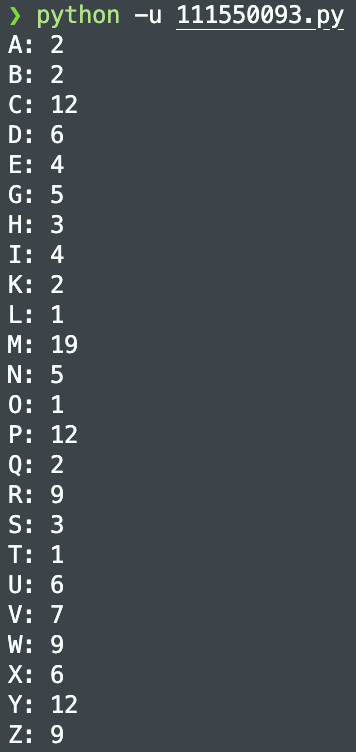 ❯ python -u 111550093.py
A: 2
B: 2
C: 12
D: 6
E: 4
G: 5
H: 3
I: 4
K: 2
L: 1
M: 19
N: 5
O: 1
P: 12
Q: 2
R: 9
S: 3
T: 1
U: 6
V: 7
W: 9
X: 6
Y: 12
Z: 9